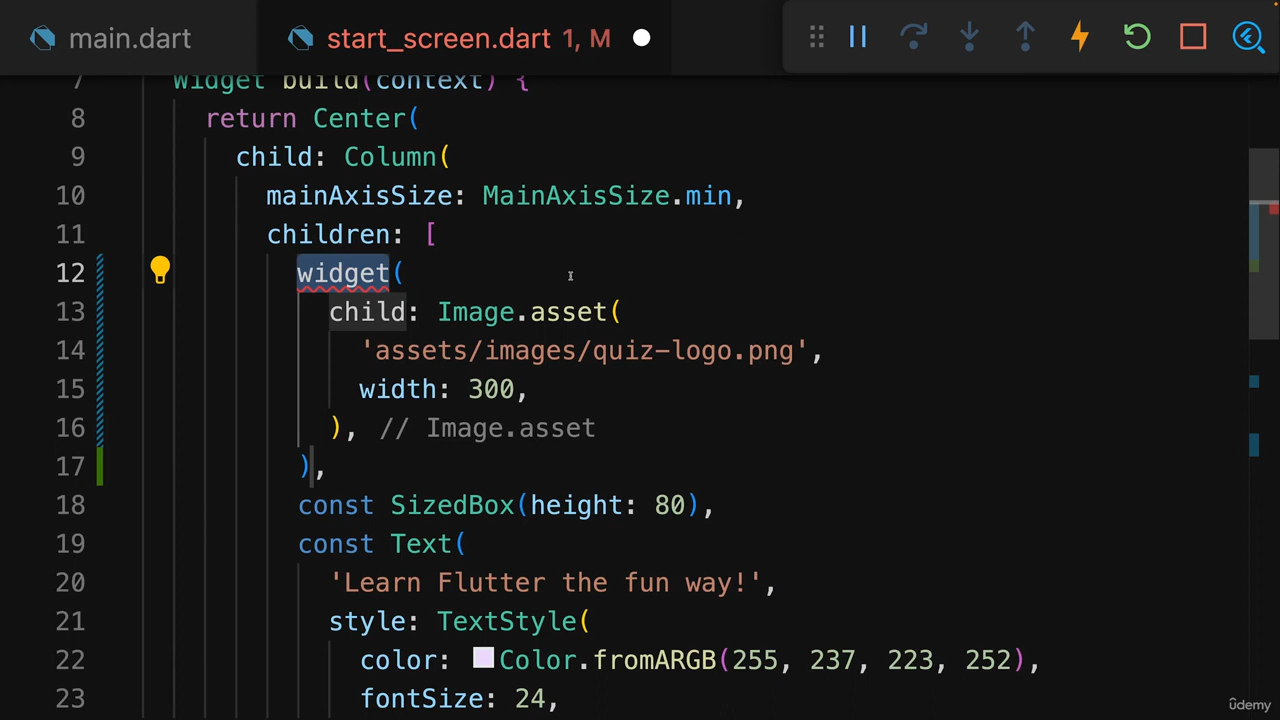 main.dart
start_screen.dart 1, M
7 Widget build(context) {
8 return Center(
9 child: Column(
10 mainAxisSize: MainAxisSize.min,
11 children: [
12 widget(
13 child: Image.asset(
14 'assets/images/quiz-logo.png',
15 width: 300,
16 ), // Image.asset
17 ),
18 const SizedBox(height: 80),
19 const Text(
20 'Learn Flutter the fun way!',
21 style: TextStyle(
22 color: Color.fromARGB(255, 237, 223, 252),
23 fontSize: 24,
ûdemy